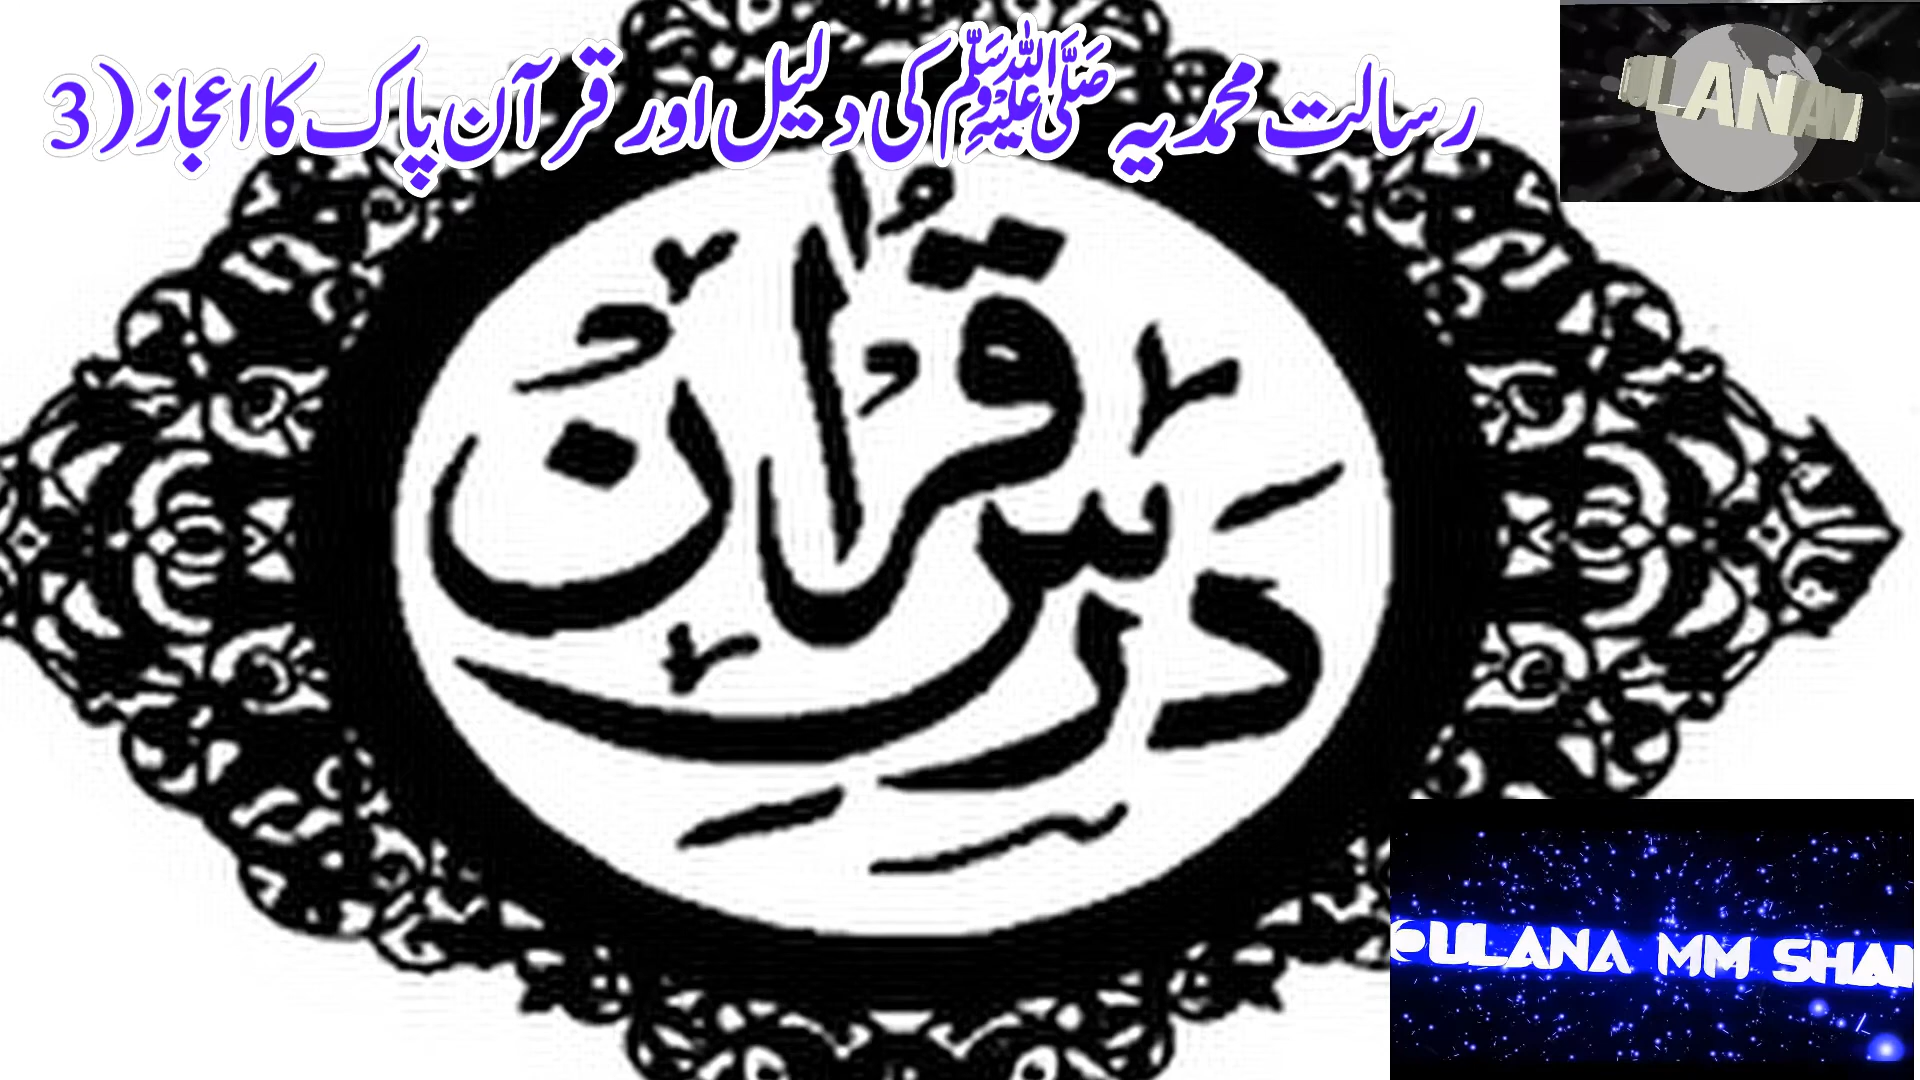 رسالت محمدیہ ﷺ کی دلیل اور قرآن پاک کا اعجاز(3
درس قرآن
ULANA MM SHA